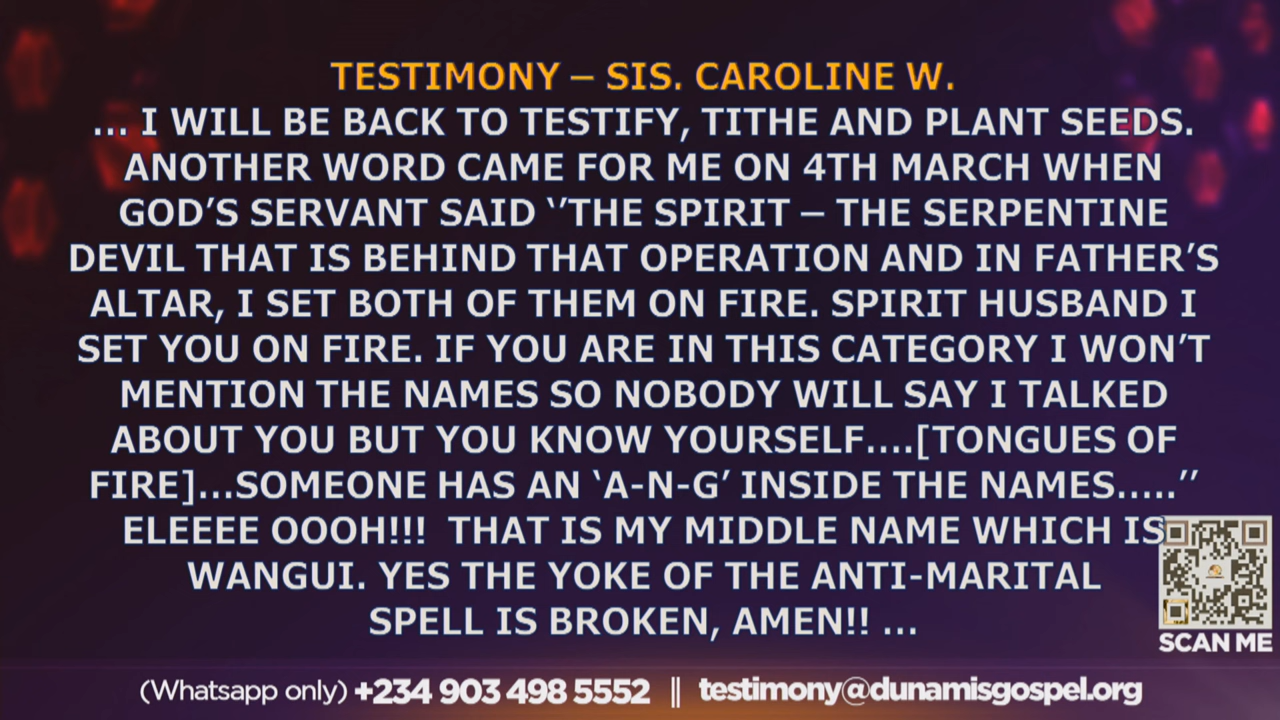 TESTIMONY – SIS. CAROLINE W.
... I WILL BE BACK TO TESTIFY, TITHE AND PLANT SEEDS.
ANOTHER WORD CAME FOR ME ON 4TH MARCH WHEN
GOD’S SERVANT SAID ‘’THE SPIRIT – THE SERPENTINE
DEVIL THAT IS BEHIND THAT OPERATION AND IN FATHER’S
ALTAR, I SET BOTH OF THEM ON FIRE. SPIRIT HUSBAND I
SET YOU ON FIRE. IF YOU ARE IN THIS CATEGORY I WON’T
MENTION THE NAMES SO NOBODY WILL SAY I TALKED
ABOUT YOU BUT YOU KNOW YOURSELF....[TONGUES OF
FIRE]...SOMEONE HAS AN ‘A-N-G’ INSIDE THE NAMES.....’’
ELEEEE OOOH!!!  THAT IS MY MIDDLE NAME WHICH IS
WANGUI. YES THE YOKE OF THE ANTI-MARITAL
SPELL IS BROKEN, AMEN!! ...
SCAN ME
(Whatsapp only) +234 903 498 5552 || testimony@dunamisgospel.org